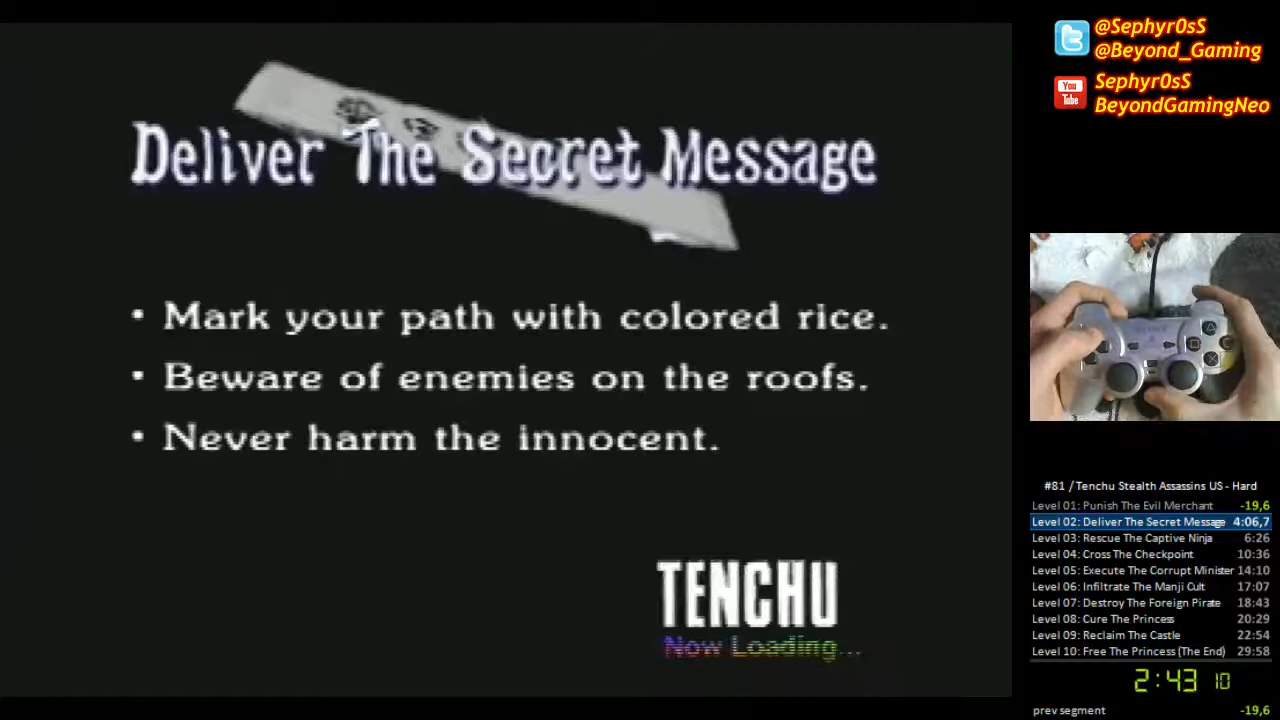 @Sephyr0sS
@Beyond_Gaming
You Tube
Sephyr0sS
BeyondGamingNeo
Deliver The Secret Message
• Mark your path with colored rice.
• Beware of enemies on the roofs.
• Never harm the innocent.
TENCHU
Now Loading...
#81 / Tenchu Stealth Assassins US - Hard
Level 01: Punish The Evil Merchant -19,6
Level 02: Deliver The Secret Message 4:06,7
Level 03: Rescue The Captive Ninja 6:26
Level 04: Cross The Checkpoint 10:36
Level 05: Execute The Corrupt Minister 14:10
Level 06: Infiltrate The Manji Cult 17:07
Level 07: Destroy The Foreign Pirate 18:43
Level 08: Cure The Princess 20:29
Level 09: Reclaim The Castle 22:54
Level 10: Free The Princess (The End) 29:58
2:43 10
prev segment -19,6